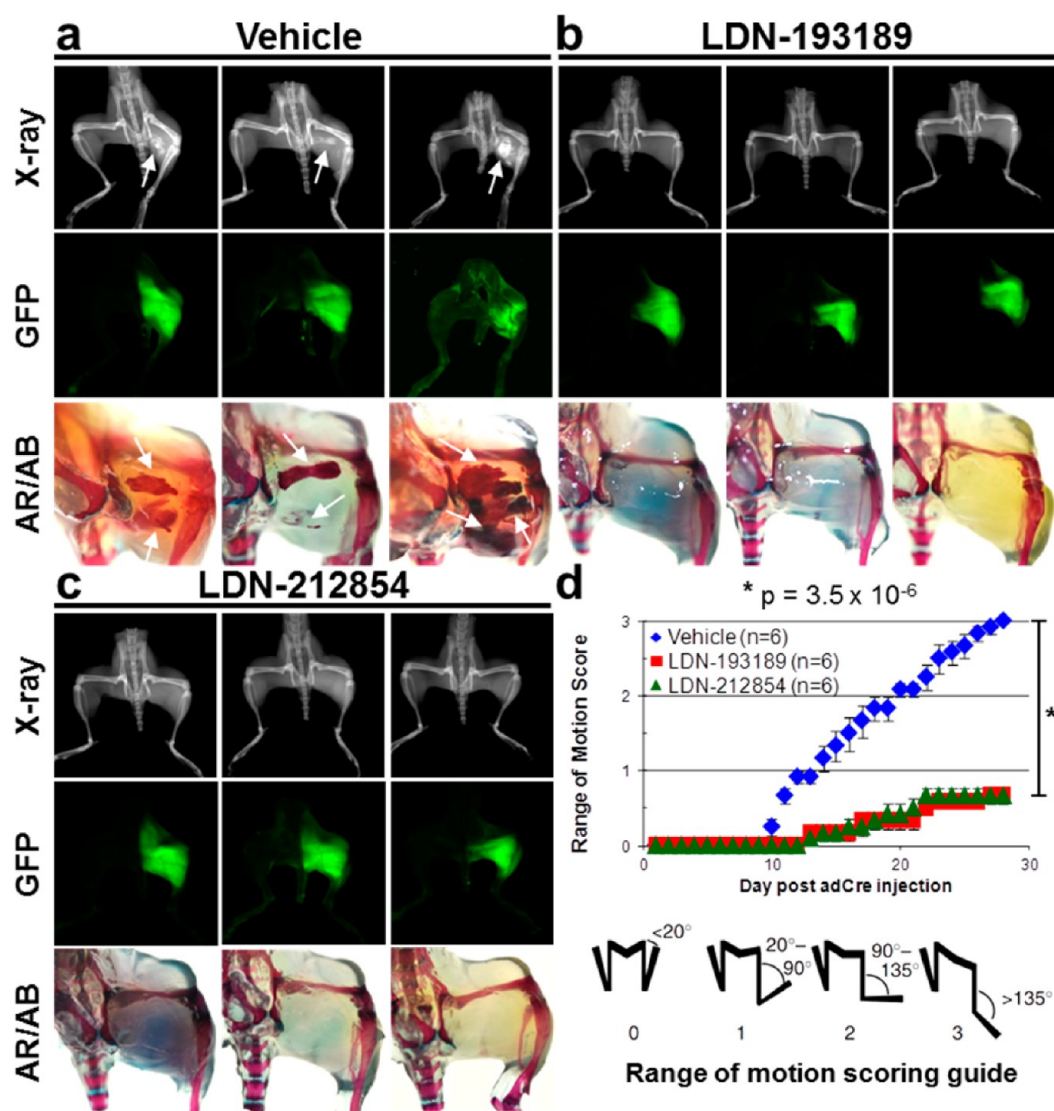 a Vehicle
b LDN-193189
X-ray
GFP
AR/AB
c LDN-212854
X-ray
GFP
AR/AB
d
* p = 3.5 x 10⁻⁶
Range of Motion Score
3
2
1
0
Vehicle (n=6)
LDN-193189 (n=6)
LDN-212854 (n=6)
*
0 10 20 30
Day post adCre injection
<20°
20°–
90°
90°–
135°
>135°
0 1 2 3
Range of motion scoring guide